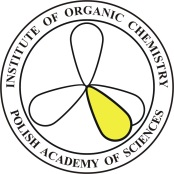 INSTITUTE OF ORGANIC CHEMISTRY
POLISH ACADEMY OF SCIENCES